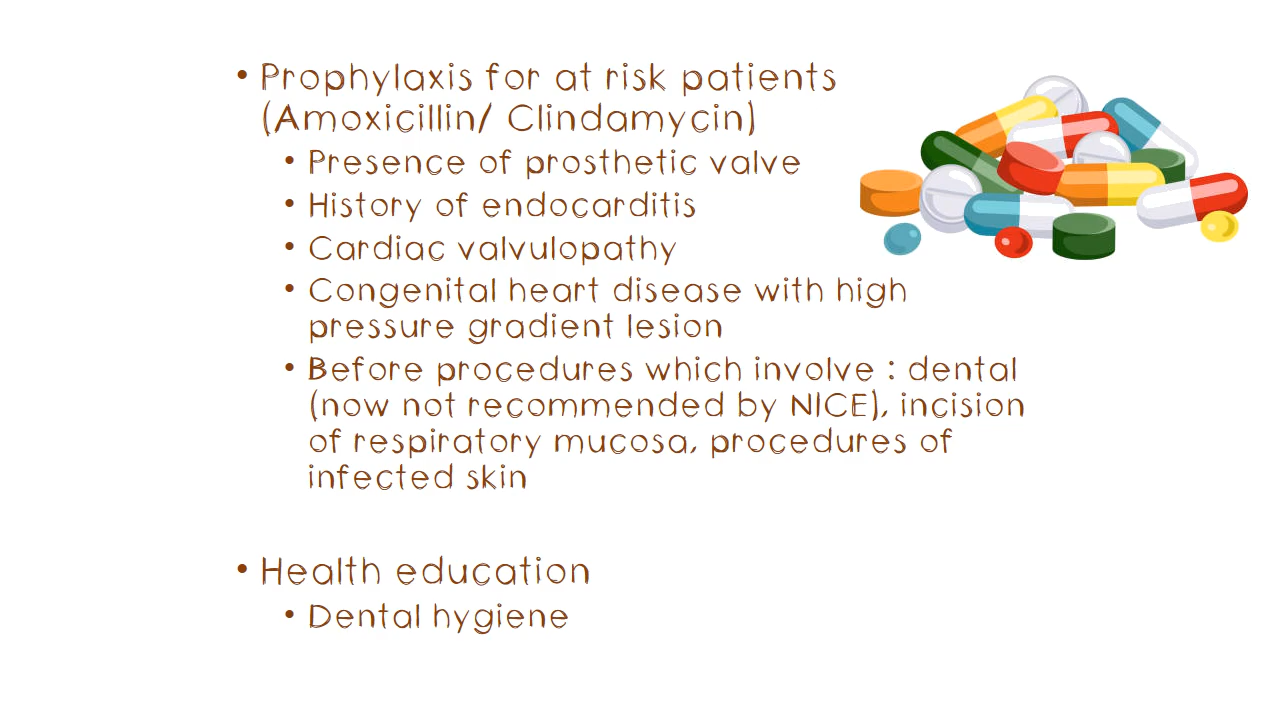 • Prophylaxis for at risk patients
(Amoxicillin/ Clindamycin)
• Presence of prosthetic valve
• History of endocarditis
• Cardiac valvulopathy
• Congenital heart disease with high
pressure gradient lesion
• Before procedures which involve : dental
(now not recommended by NICE), incision
of respiratory mucosa, procedures of
infected skin
• Health education
• Dental hygiene